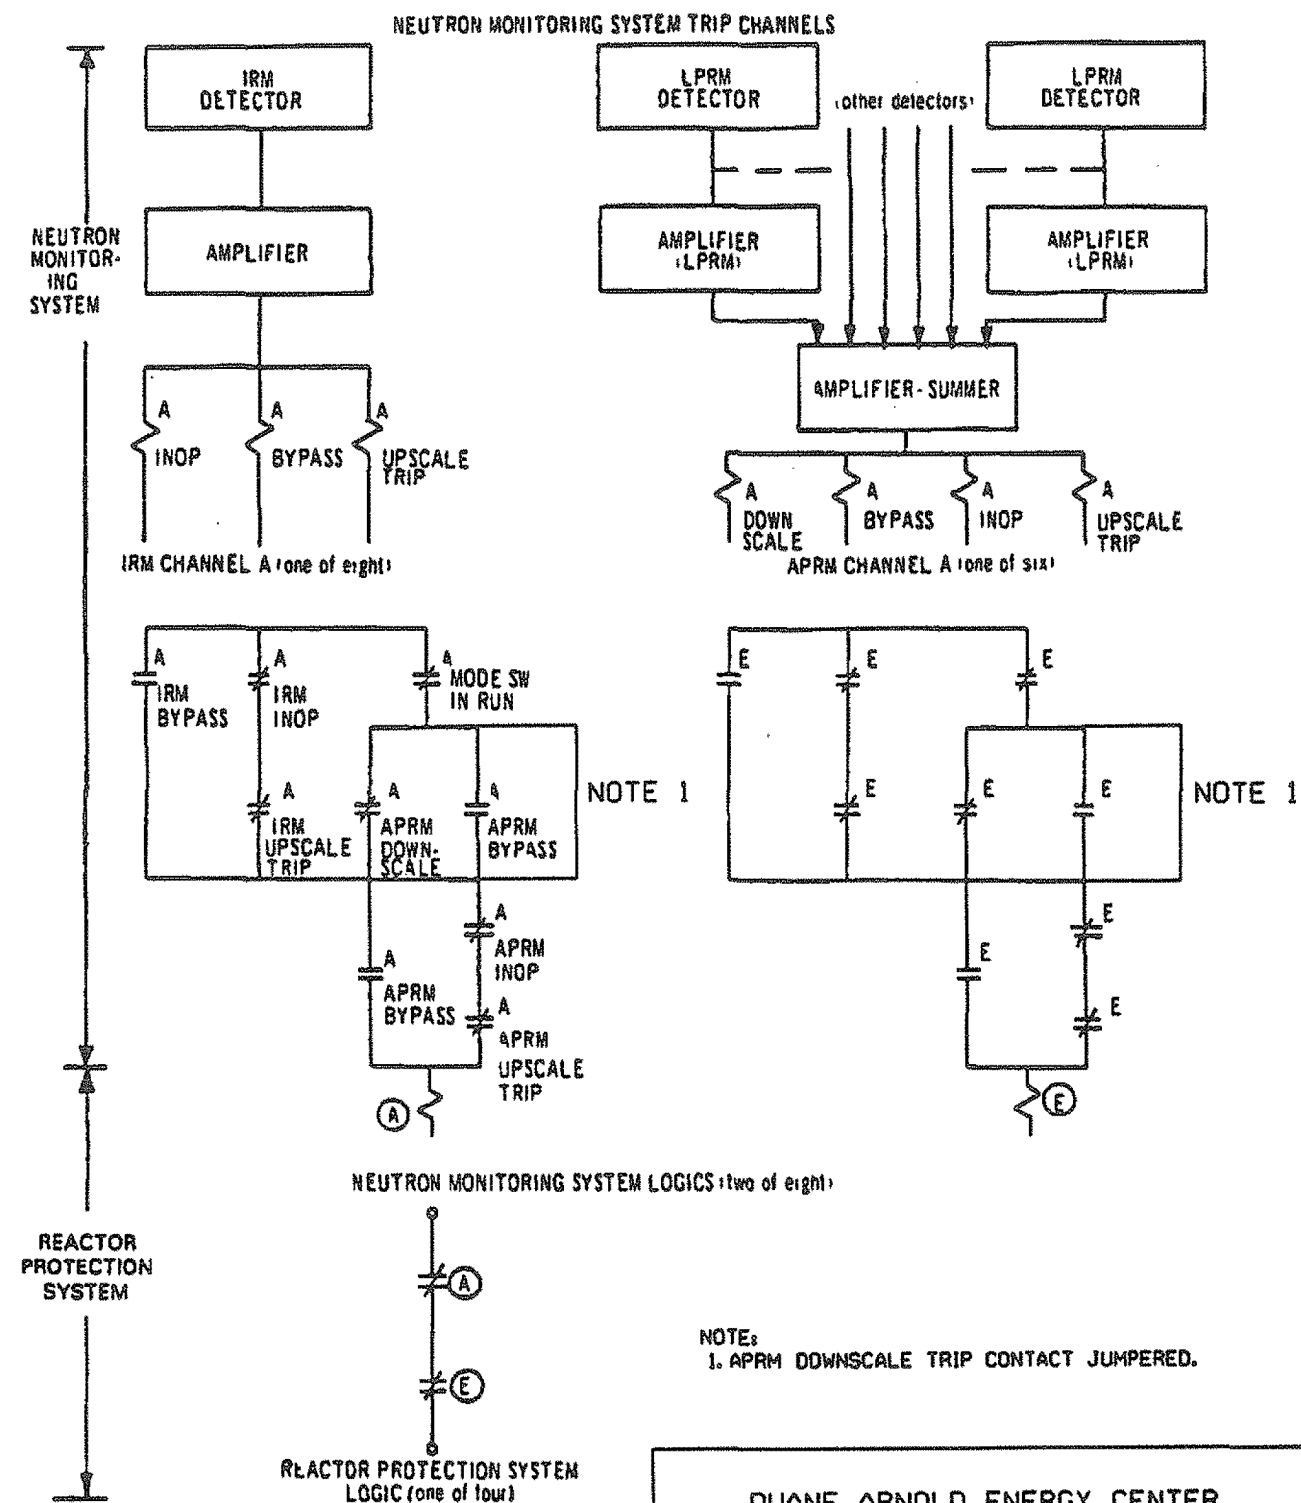 NEUTRON MONITORING SYSTEM TRIP CHANNELS
IRM
DETECTOR
LPRM
DETECTOR
(other detectors)
LPRM
DETECTOR
NEUTRON
MONITOR-
ING
SYSTEM
AMPLIFIER
AMPLIFIER
(LPRM)
AMPLIFIER
(LPRM)
AMPLIFIER-SUMMER
A
INOP
A
BYPASS
A
UPSCALE
TRIP
A
DOWN
SCALE
A
BYPASS
A
INOP
A
UPSCALE
TRIP
IRM CHANNEL A (one of eight)
APRM CHANNEL A (one of six)
A
IRM
BYPASS
A
IRM
INOP
A
MODE SW
IN RUN
E
E
E
A
IRM
UPSCALE
TRIP
A
APRM
DOWN-
SCALE
A
APRM
BYPASS
NOTE 1
E
E
E
NOTE 1
A
APRM
BYPASS
A
APRM
INOP
A
APRM
UPSCALE
TRIP
E
E
E
A
E
NEUTRON MONITORING SYSTEM LOGICS (two of eight)
REACTOR
PROTECTION
SYSTEM
A
E
REACTOR PROTECTION SYSTEM
LOGIC (one of four)
NOTE:
1. APRM DOWNSCALE TRIP CONTACT JUMPERED.
DUANE ARNOLD ENERGY CENTER